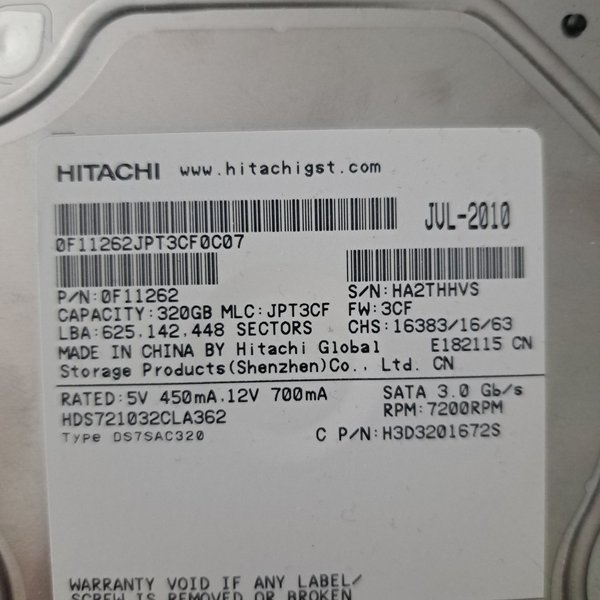 HITACHI www.hitachigst.com
JUL-2010
0F11262JPT3CF0C07
P/N:0F11262 S/N:HA2THHVS
CAPACITY:320GB MLC:JPT3CF FW:3CF
LBA:625,142,448 SECTORS CHS:16383/16/63
MADE IN CHINA BY Hitachi Global E182115 CN
Storage Products(Shenzhen)Co., Ltd. CN
RATED:5V 450mA,12V 700mA SATA 3.0 Gb/s
HDS721032CLA362 RPM:7200RPM
Type DS7SAC320 C P/N:H3D3201672S
WARRANTY VOID IF ANY LABEL/
SCREW IS REMOVED OR BROKEN